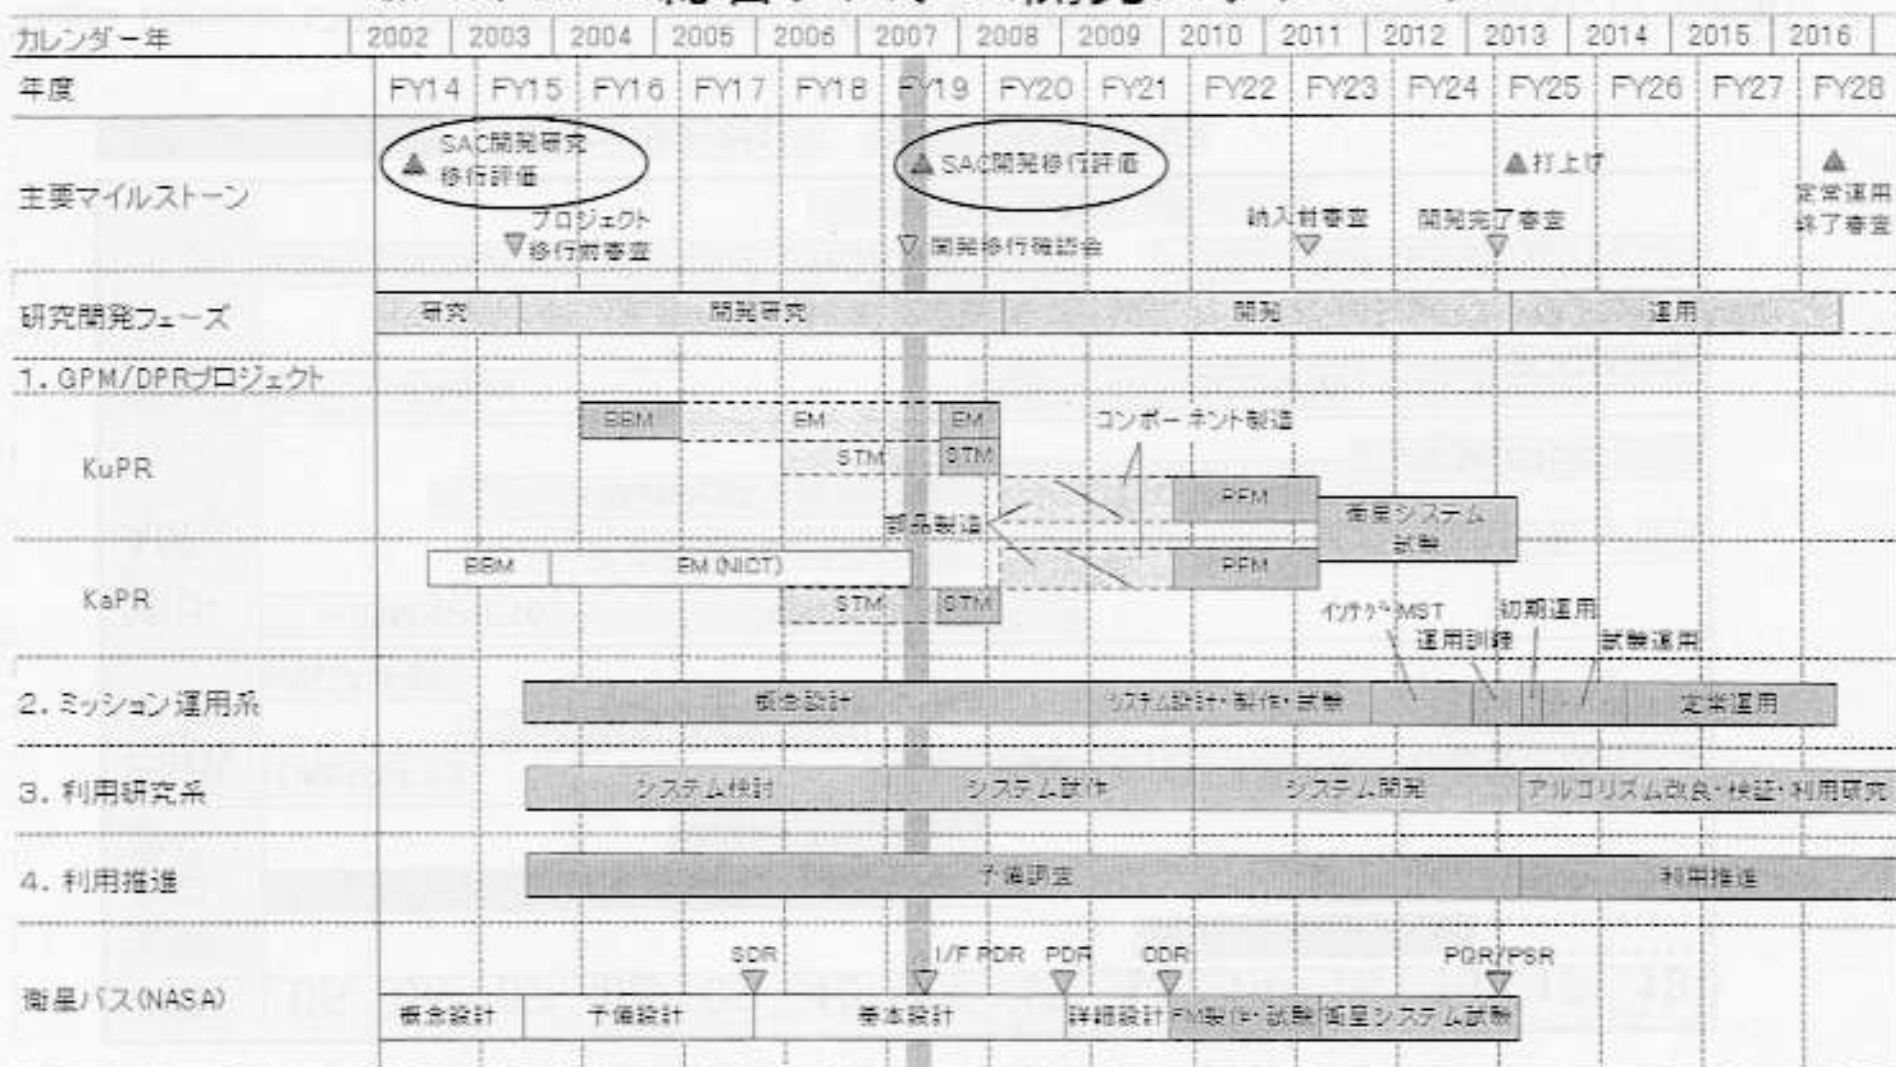 カレンダー年 2002 2003 2004 2005 2006 2007 2008 2009 2010 2011 2012 2013 2014 2015 2016
年度 FY14 FY15 FY16 FY17 FY18 FY19 FY20 FY21 FY22 FY23 FY24 FY25 FY26 FY27 FY28
主要マイルストーン
SAC開発研究
移行評価
SAC開発移行評価
打上げ
定常運用
終了審査
プロジェクト
移行前審査
開発移行確認会
納入前審査
開発完了審査
研究開発フェーズ 研究 開発研究 開発 運用
1. GPM/DPRプロジェクト
KuPR
BBM EM EM
STM STM
コンポーネント製造
部品製造
PFM
衛星システム
試験
KaPR
BBM EM (NICT) PFM
STM STM
MST
初期運用
運用訓練
試験運用
2. ミッション運用系 概念設計 システム設計・製作・試験 定常運用
3. 利用研究系 システム検討 システム試作 システム開発 アルゴリズム改良・検証・利用研究
4. 利用推進 予備調査 利用推進
SDR I/F PDR PDR CDR PQR/PSR
衛星バス(NASA) 概念設計 予備設計 基本設計 詳細設計 FM製作・試験 衛星システム試験